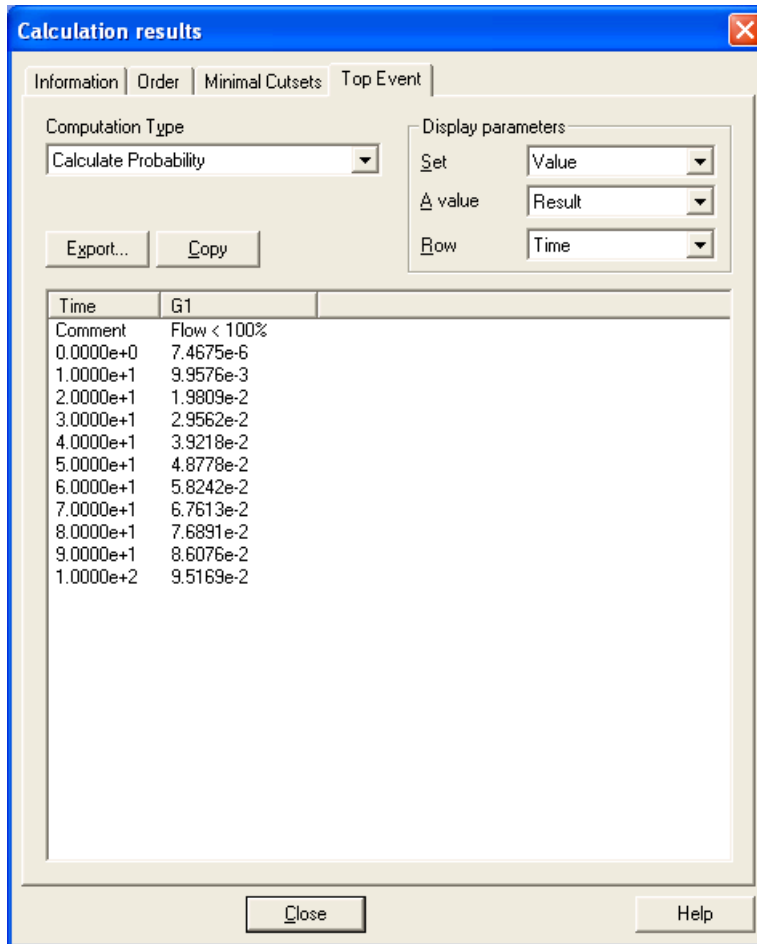 Calculation results
Information Order Minimal Cutsets Top Event
Computation Type
Calculate Probability
Display parameters
Set Value
A value Result
Row Time
Export... Copy
Time G1
Comment Flow < 100%
0.0000e+0 7.4675e-6
1.0000e+1 9.9576e-3
2.0000e+1 1.9809e-2
3.0000e+1 2.9562e-2
4.0000e+1 3.9218e-2
5.0000e+1 4.8778e-2
6.0000e+1 5.8242e-2
7.0000e+1 6.7613e-2
8.0000e+1 7.6891e-2
9.0000e+1 8.6076e-2
1.0000e+2 9.5169e-2
Close Help